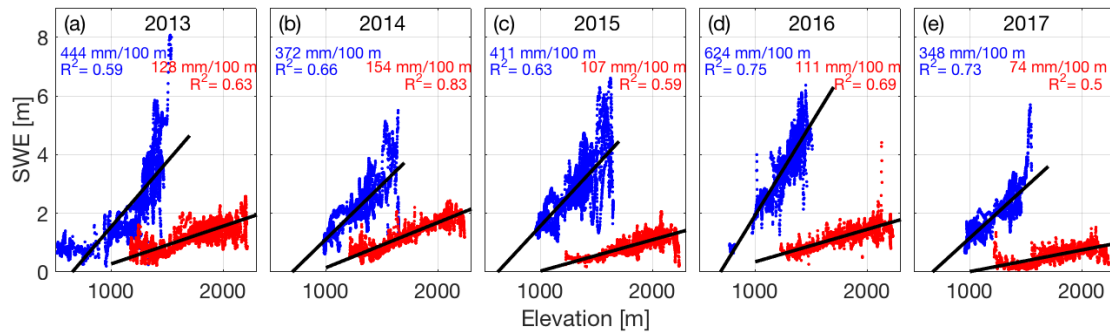 (a) 2013
444 mm/100 m
R² = 0.59
128 mm/100 m
R² = 0.63
(b) 2014
372 mm/100 m
R² = 0.66
154 mm/100 m
R² = 0.83
(c) 2015
411 mm/100 m
R² = 0.63
107 mm/100 m
R² = 0.59
(d) 2016
624 mm/100 m
R² = 0.75
111 mm/100 m
R² = 0.69
(e) 2017
348 mm/100 m
R² = 0.73
74 mm/100 m
R² = 0.5
SWE [m]
8
6
4
2
0
1000 2000 1000 2000 1000 2000 1000 2000 1000 2000
Elevation [m]